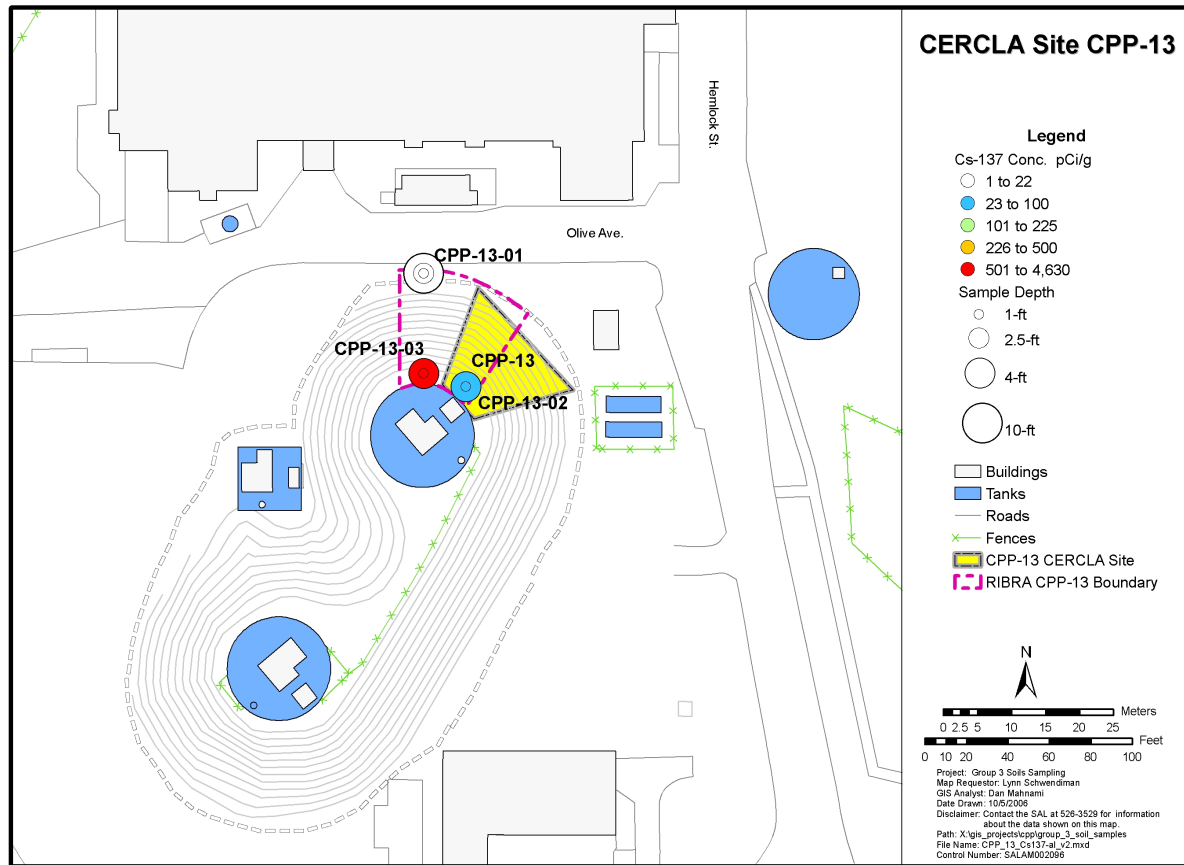 CERCLA Site CPP-13
Hemlock St.
Olive Ave.
CPP-13-01
CPP-13-03
CPP-13
CPP-13-02
Legend
Cs-137 Conc. pCi/g
1 to 22
23 to 100
101 to 225
226 to 500
501 to 4,630
Sample Depth
1-ft
2.5-ft
4-ft
10-ft
Buildings
Tanks
Roads
Fences
CPP-13 CERCLA Site
RIBRA CPP-13 Boundary
N
Meters
0 2.5 5 10 15 20 25
Feet
0 10 20 40 60 80 100
Project: Group 3 Soils Sampling
Map Requestor: Lynn Schwendiman
GIS Analyst: Dan Mahnami
Date Drawn: 10/5/2006
Disclaimer: Contact the SAL at 526-3529 for information
about the data shown on this map.
Path: X:\gis_projects\cpp\group_3_soil_samples
File Name: CPP_13_Cs137-al_v2.mxd
Control Number: SALAM002096